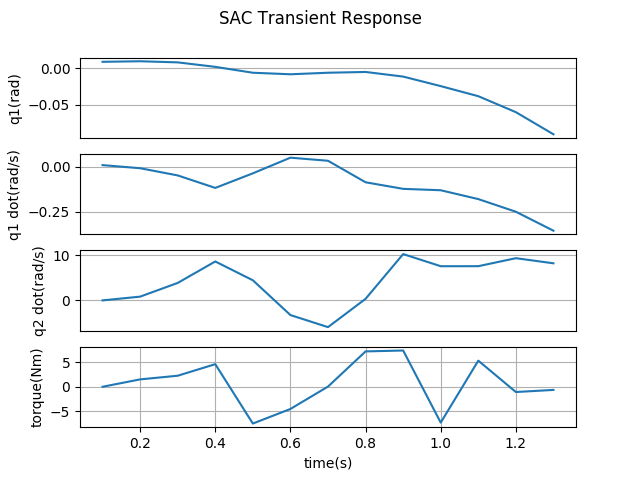 SAC Transient Response
q1(rad)
0.00
−0.05
q1 dot(rad/s)
0.00
−0.25
q2 dot(rad/s)
10
0
torque(Nm)
5
0
−5
0.2 0.4 0.6 0.8 1.0 1.2
time(s)